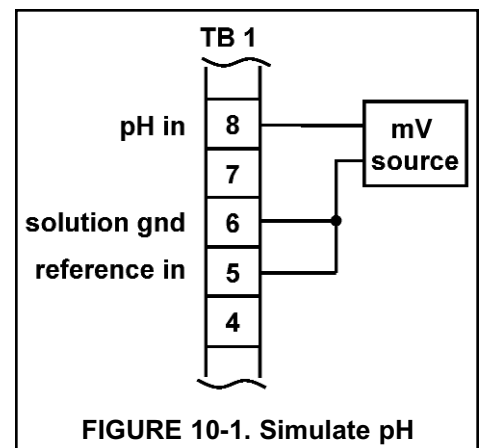 TB 1
pH in 8
mV
source
7
solution gnd 6
reference in 5
4
FIGURE 10-1. Simulate pH